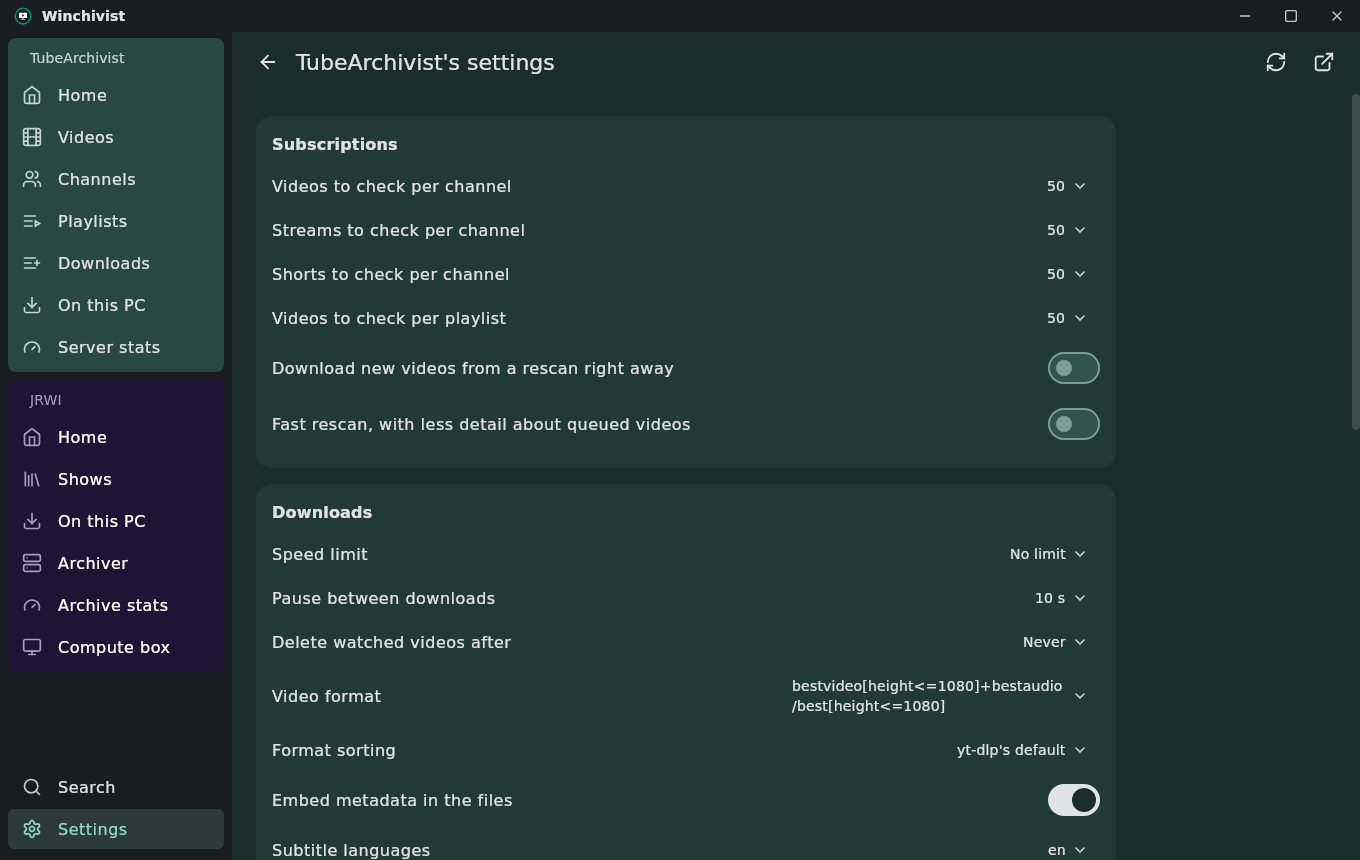 Winchivist
TubeArchivist
Home
Videos
Channels
Playlists
Downloads
On this PC
Server stats
JRWI
Home
Shows
On this PC
Archiver
Archive stats
Compute box
Search
Settings
TubeArchivist's settings
Subscriptions
Videos to check per channel 50
Streams to check per channel 50
Shorts to check per channel 50
Videos to check per playlist 50
Download new videos from a rescan right away
Fast rescan, with less detail about queued videos
Downloads
Speed limit No limit
Pause between downloads 10 s
Delete watched videos after Never
Video format bestvideo[height<=1080]+bestaudio
/best[height<=1080]
Format sorting yt-dlp's default
Embed metadata in the files
Subtitle languages en